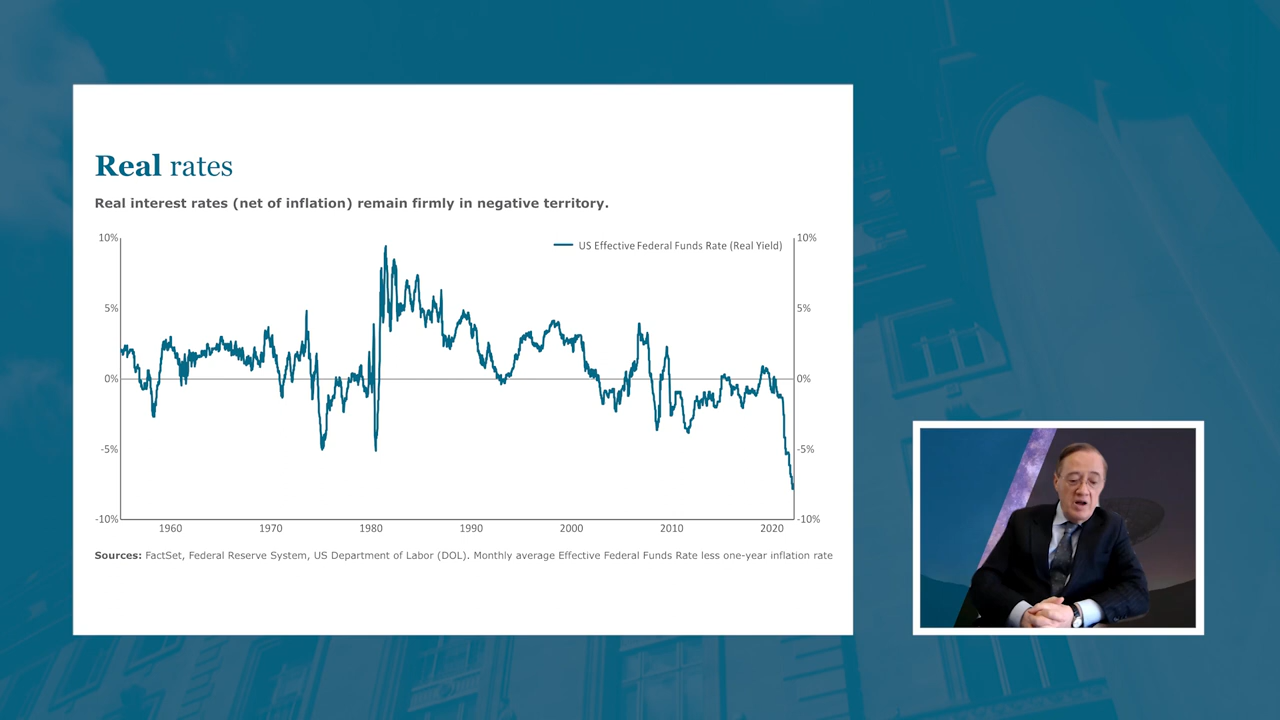 Real rates
Real interest rates (net of inflation) remain firmly in negative territory.
US Effective Federal Funds Rate (Real Yield)
10% 10%
5% 5%
0% 0%
-5% -5%
-10% -10%
1960 1970 1980 1990 2000 2010 2020
Sources: FactSet, Federal Reserve System, US Department of Labor (DOL). Monthly average Effective Federal Funds Rate less one-year inflation rate